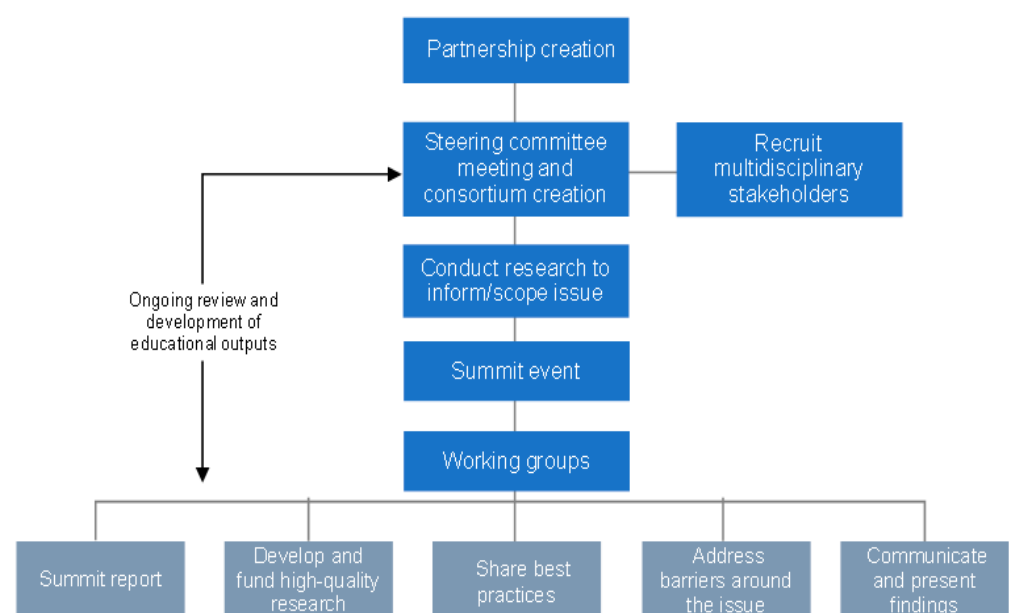 Partnership creation
Steering committee
meeting and
consortium creation
Recruit
multidisciplinary
stakeholders
Conduct research to
inform/scope issue
Ongoing review and
development of
educational outputs
Summit event
Working groups
Summit report
Develop and
fund high-quality
research
Share best
practices
Address
barriers around
the issue
Communicate
and present
findings